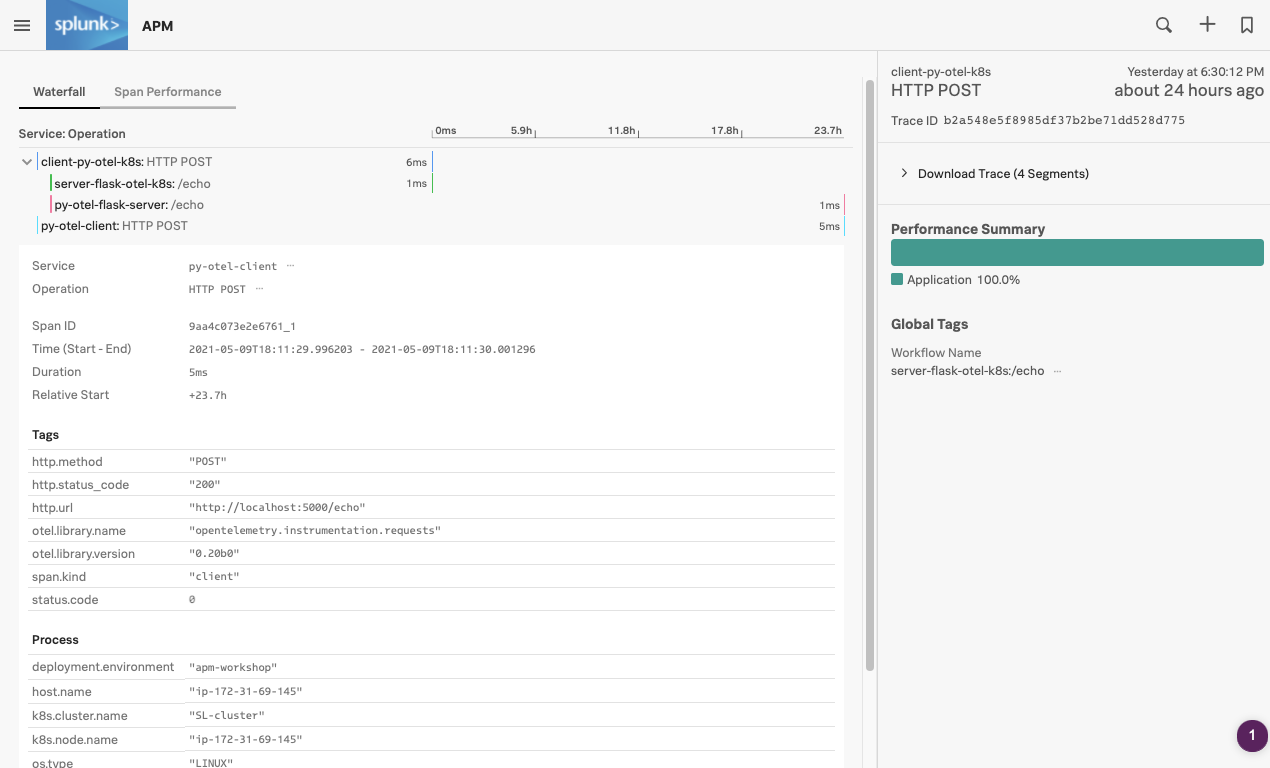 splunk> APM
Waterfall Span Performance
Service: Operation 0ms 5.9h 11.8h 17.8h 23.7h
client-py-otel-k8s: HTTP POST 6ms
server-flask-otel-k8s: /echo 1ms
py-otel-flask-server: /echo 1ms
py-otel-client: HTTP POST 5ms
Service py-otel-client ...
Operation HTTP POST ...
Span ID 9aa4c073e2e6761_1
Time (Start - End) 2021-05-09T18:11:29.996203 - 2021-05-09T18:11:30.001296
Duration 5ms
Relative Start +23.7h
Tags
http.method "POST"
http.status_code "200"
http.url "http://localhost:5000/echo"
otel.library.name "opentelemetry.instrumentation.requests"
otel.library.version "0.20b0"
span.kind "client"
status.code 0
Process
deployment.environment "apm-workshop"
host.name "ip-172-31-69-145"
k8s.cluster.name "SL-cluster"
k8s.node.name "ip-172-31-69-145"
os.type "LINUX"
client-py-otel-k8s Yesterday at 6:30:12 PM
HTTP POST about 24 hours ago
Trace ID b2a548e5f8985df37b2be71dd528d775
Download Trace (4 Segments)
Performance Summary
Application 100.0%
Global Tags
Workflow Name
server-flask-otel-k8s:/echo ...
1